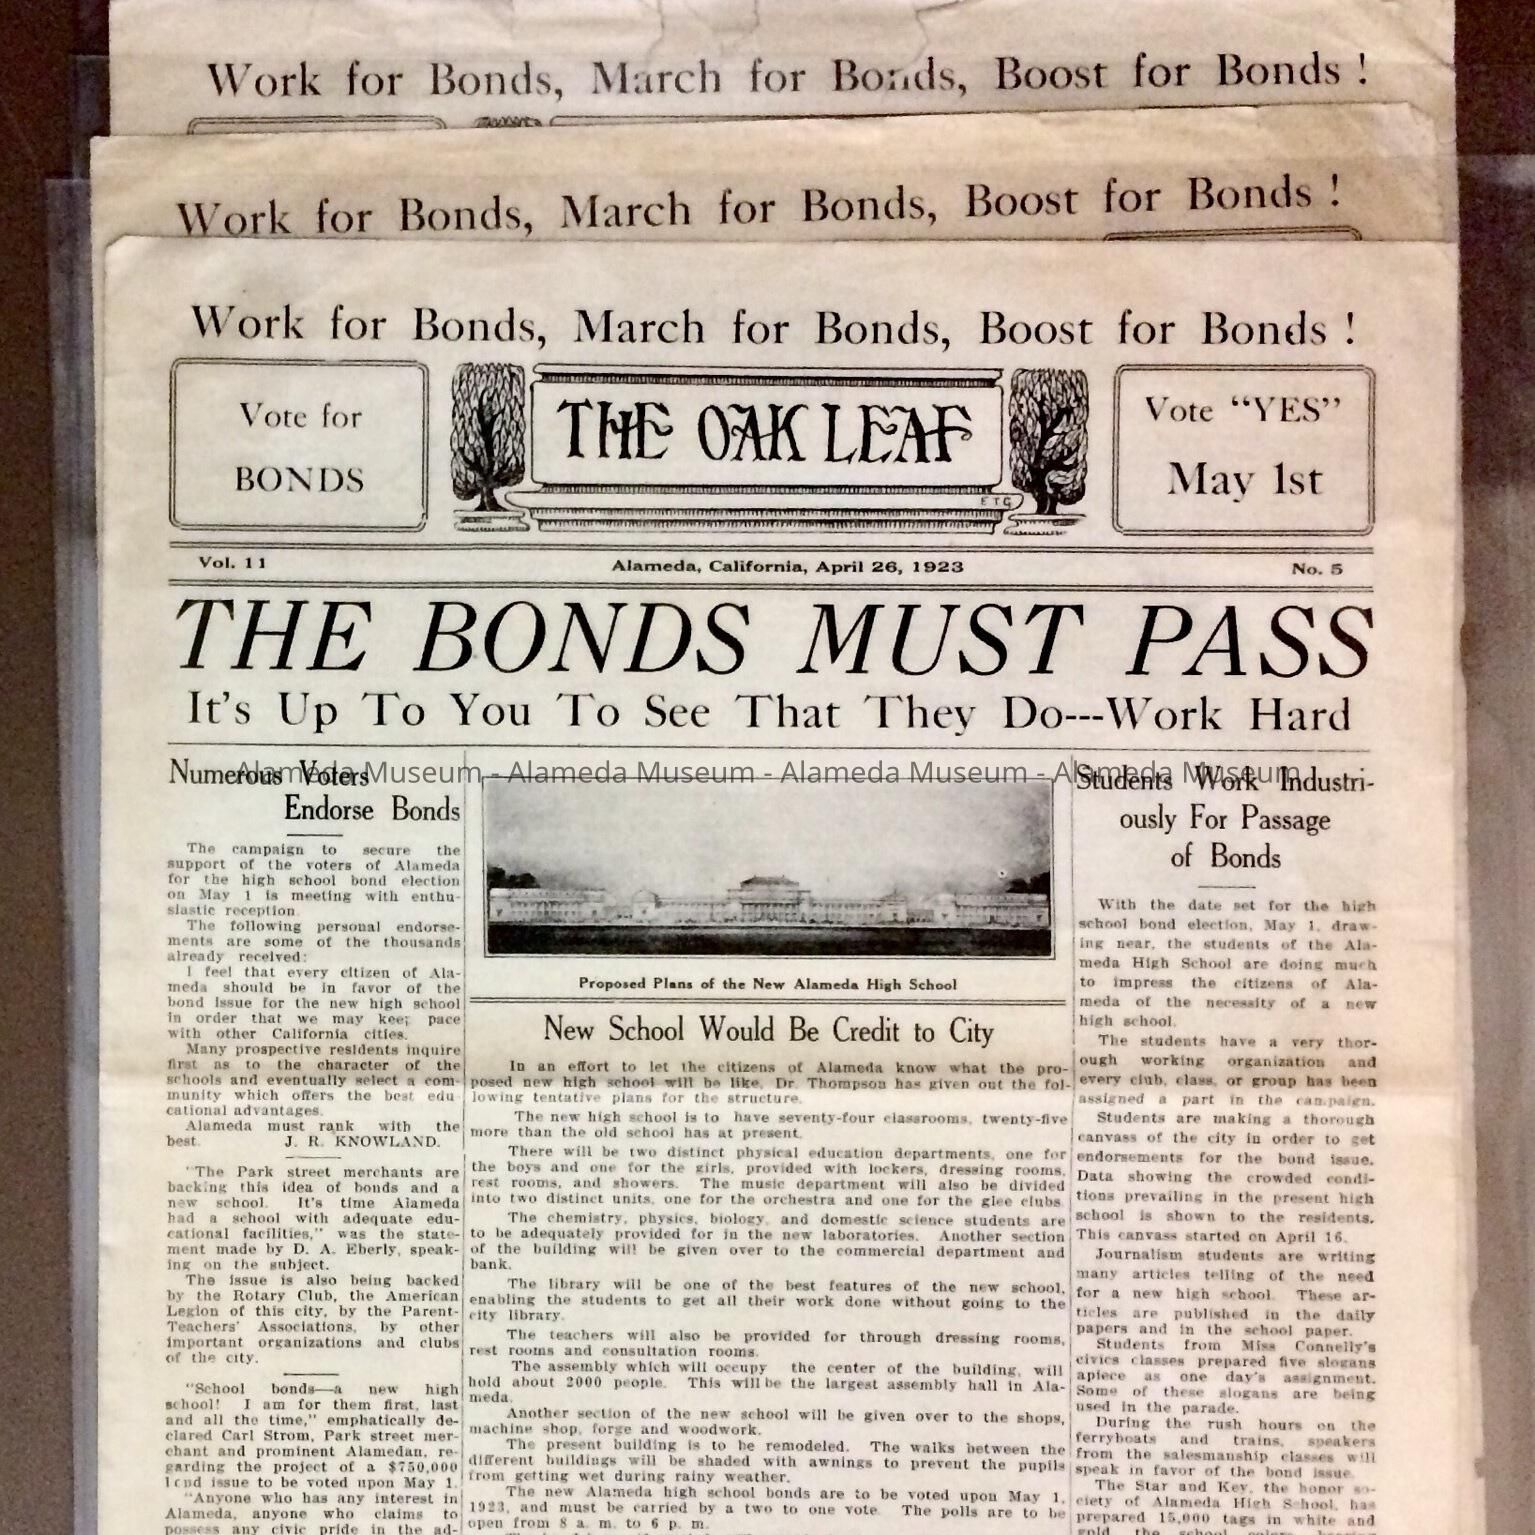 Work for Bonds, March for Bonds, Boost for Bonds !
Work for Bonds, March for Bonds, Boost for Bonds !
Work for Bonds, March for Bonds, Boost for Bonds !
Vote for
BONDS
THE OAK LEAF
ETG
Vote “YES”
May 1st
Vol. 11
Alameda, California, April 26, 1923
No. 5
THE BONDS MUST PASS
It's Up To You To See That They Do---Work Hard
Alameda Museum - Alameda Museum - Alameda Museum - Alameda Museum
Numerous Voters
Endorse Bonds
The campaign to secure the
support of the voters of Alameda
for the high school bond election
on May 1 is meeting with enthu-
siastic reception.
The following personal endorse-
ments are some of the thousands
already received:
I feel that every citizen of Ala-
meda should be in favor of the
bond issue for the new high school
in order that we may keep pace
with other California cities.
Many prospective residents inquire
first as to the character of the
schools and eventually select a com-
munity which offers the best edu
cational advantages.
Alameda must rank with the
best. J. R. KNOWLAND.
"The Park street merchants are
backing this idea of bonds and a
new school. It's time Alameda
had a school with adequate edu-
cational facilities," was the state-
ment made by D. A. Eberly, speak-
ing on the subject.
The issue is also being backed
by the Rotary Club, the American
Legion of this city, by the Parent-
Teachers' Associations, by other
important organizations and clubs
of the city.
"School bonds—a new high
school! I am for them first, last
and all the time," emphatically de-
clared Carl Strom, Park street mer-
chant and prominent Alamedan, re-
garding the project of a $750,000
bond issue to be voted upon May 1.
"Anyone who has any interest in
Alameda, anyone who claims to
possess any civic pride in the ad-
Proposed Plans of the New Alameda High School
New School Would Be Credit to City
In an effort to let the citizens of Alameda know what the pro-
posed new high school will be like, Dr. Thompson has given out the fol-
lowing tentative plans for the structure.
The new high school is to have seventy-four classrooms, twenty-five
more than the old school has at present.
There will be two distinct physical education departments, one for
the boys and one for the girls, provided with lockers, dressing rooms,
rest rooms, and showers. The music department will also be divided
into two distinct units, one for the orchestra and one for the glee clubs.
The chemistry, physics, biology, and domestic science students are
to be adequately provided for in the new laboratories. Another section
of the building will be given over to the commercial department and
bank.
The library will be one of the best features of the new school,
enabling the students to get all their work done without going to the
city library.
The teachers will also be provided for through dressing rooms,
rest rooms and consultation rooms.
The assembly which will occupy the center of the building, will
hold about 2000 people. This will be the largest assembly hall in Ala-
meda.
Another section of the new school will be given over to the shops,
machine shop, forge and woodwork.
The present building is to be remodeled. The walks between the
different buildings will be shaded with awnings to prevent the pupils
from getting wet during rainy weather.
The new Alameda high school bonds are to be voted upon May 1,
1923, and must be carried by a two to one vote. The polls are to be
open from 8 a. m. to 6 p. m.
Students Work Industri-
ously For Passage
of Bonds
With the date set for the high
school bond election, May 1, draw-
ing near, the students of the Ala-
meda High School are doing much
to impress the citizens of Ala-
meda of the necessity of a new
high school.
The students have a very thor-
ough working organization and
every club, class, or group has been
assigned a part in the campaign.
Students are making a thorough
canvass of the city in order to get
endorsements for the bond issue.
Data showing the crowded condi-
tions prevailing in the present high
school is shown to the residents.
This canvass started on April 16.
Journalism students are writing
many articles telling of the need
for a new high school. These ar-
ticles are published in the daily
papers and in the school paper.
Students from Miss Connelly's
civics classes prepared five slogans
apiece as one day's assignment.
Some of these slogans are being
used in the parade.
During the rush hours on the
ferryboats and trains, speakers
from the salesmanship classes will
speak in favor of the bond issue.
The Star and Key, the honor so-
ciety of Alameda High School, has
prepared 15,000 tags in white and
gold, the school colors, bearing